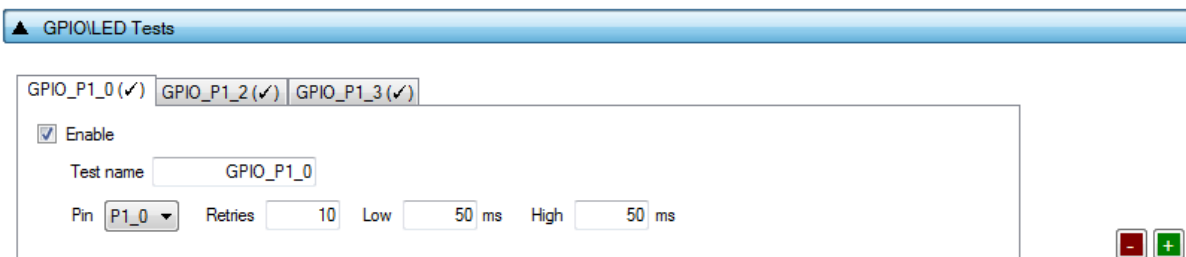 ▲ GPIO\LED Tests
GPIO_P1_0 (✓) GPIO_P1_2 (✓) GPIO_P1_3 (✓)
Enable
Test name GPIO_P1_0
Pin P1_0 Retries 10 Low 50 ms High 50 ms
- +